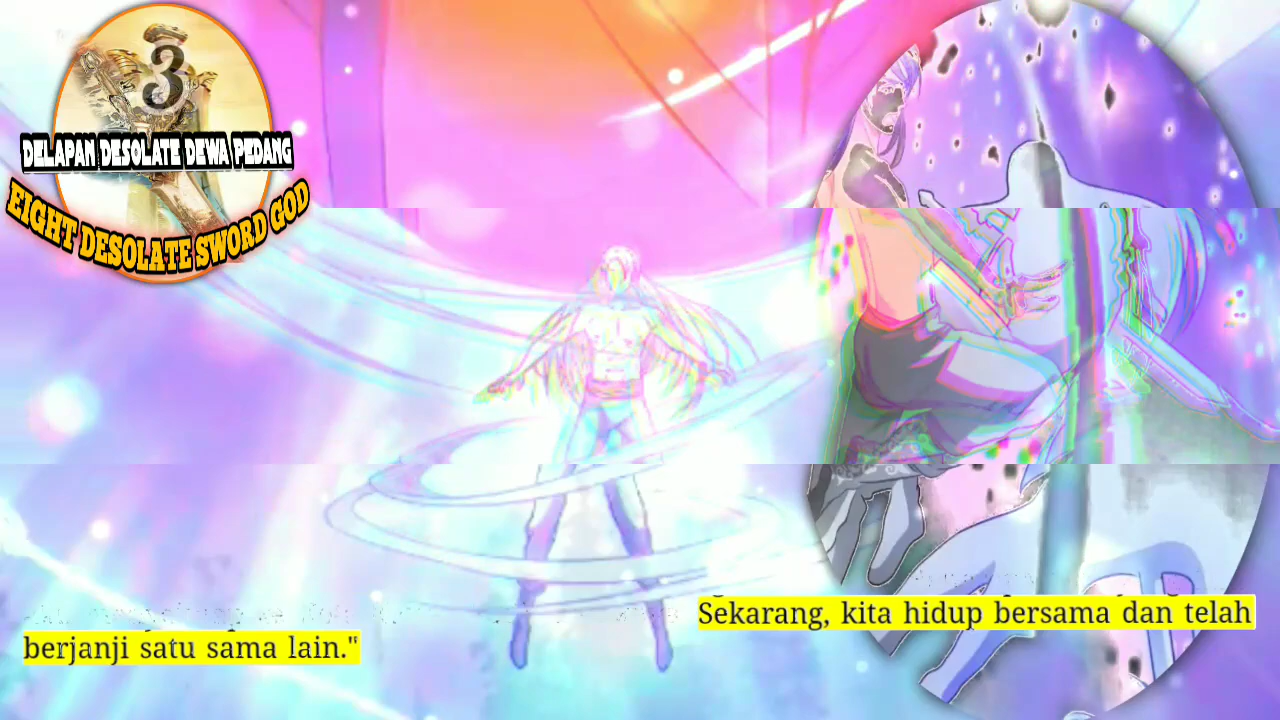 3
DELAPAN DESOLATE DEWA PEDANG
EIGHT DESOLATE SWORD GOD
Sekarang, kita hidup bersama dan telah
berjanji satu sama lain."